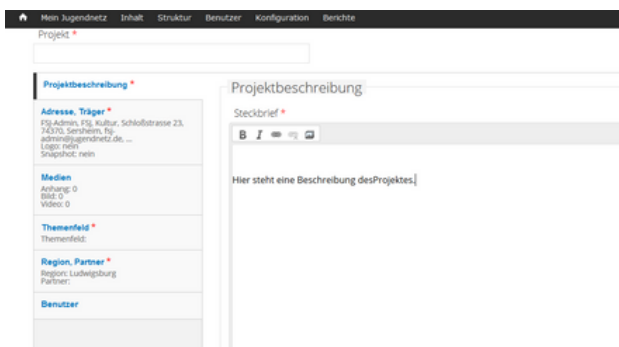 Mein Jugendnetz Inhalt Struktur Benutzer Konfiguration Berichte
Projekt *
Projektbeschreibung *
Adresse, Träger *
FSJ-Admin, FSJ, Kultur, Schloßstrasse 23,
74370, Sersheim, fsj-
admin@jugendnetz.de, ...
Logo: nein
Snapshot: nein
Medien
Anhang: 0
Bild: 0
Video: 0
Themenfeld *
Themenfeld:
Region, Partner *
Region: Ludwigsburg
Partner:
Benutzer
Projektbeschreibung
Steckbrief *
B I
Hier steht eine Beschreibung desProjektes.